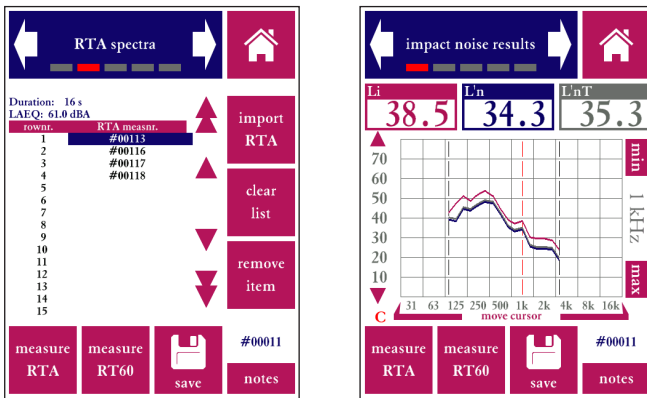 RTA spectra
Duration: 16 s
LAEQ: 61.0 dBA
rownr. RTA measnr.
1 #00113
2 #00116
3 #00117
4 #00118
5
6
7
8
9
10
11
12
13
14
15
import
RTA
clear
list
remove
item
measure
RTA
measure
RT60
save
#00011
notes
impact noise results
Li
38.5
L'n
34.3
L'nT
35.3
70
60
50
40
30
20
10
C
31 63 125 250 500 1k 2k 4k 8k 16k
move cursor
min
1 kHz
max
measure
RTA
measure
RT60
save
#00011
notes